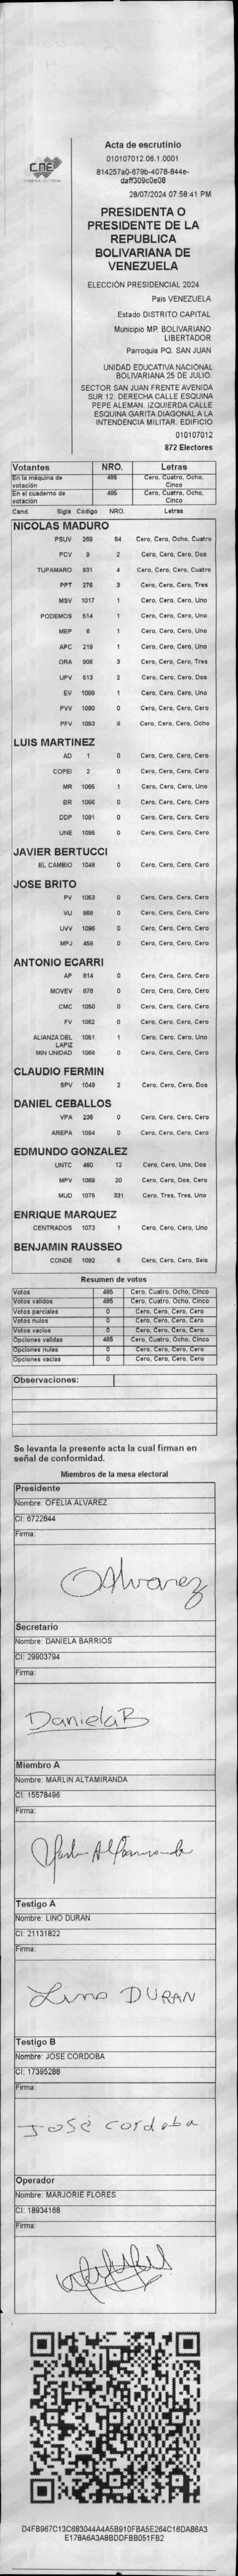 CNE
Acta de escrutinio
010107012.06.1.0001
814257a0-679b-4078-844e-
daff309c0e08
28/07/2024 07:58:41 PM
PRESIDENTA O
PRESIDENTE DE LA
REPUBLICA
BOLIVARIANA DE
VENEZUELA
ELECCIÓN PRESIDENCIAL 2024
Pais VENEZUELA
Estado DISTRITO CAPITAL
Municipio MP. BOLIVARIANO
LIBERTADOR
Parroquia PQ. SAN JUAN
UNIDAD EDUCATIVA NACIONAL
BOLIVARIANA 25 DE JULIO.
SECTOR SAN JUAN FRENTE AVENIDA
SUR 12. DERECHA CALLE ESQUINA
PEPE ALEMAN. IZQUIERDA CALLE
ESQUINA GARITA DIAGONAL A LA
INTENDENCIA MILITAR. EDIFICIO
010107012
872 Electores
Votantes NRO. Letras
En la máquina de votación 485 Cero, Cuatro, Ocho, Cinco
En el cuaderno de votación 485 Cero, Cuatro, Ocho, Cinco
Cand. Sigla Código NRO. Letras
NICOLAS MADURO
PSUV 269 84 Cero, Cero, Ocho, Cuatro
PCV 9 2 Cero, Cero, Cero, Dos
TUPAMARO 931 4 Cero, Cero, Cero, Cuatro
PPT 276 3 Cero, Cero, Cero, Tres
MSV 1017 1 Cero, Cero, Cero, Uno
PODEMOS 514 1 Cero, Cero, Cero, Uno
MEP 6 1 Cero, Cero, Cero, Uno
APC 219 1 Cero, Cero, Cero, Uno
ORA 906 3 Cero, Cero, Cero, Tres
UPV 513 2 Cero, Cero, Cero, Dos
EV 1099 1 Cero, Cero, Cero, Uno
PVV 1090 0 Cero, Cero, Cero, Cero
PFV 1093 8 Cero, Cero, Cero, Ocho
LUIS MARTINEZ
AD 1 0 Cero, Cero, Cero, Cero
COPEI 2 0 Cero, Cero, Cero, Cero
MR 1065 1 Cero, Cero, Cero, Uno
BR 1066 0 Cero, Cero, Cero, Cero
DDP 1091 0 Cero, Cero, Cero, Cero
UNE 1095 0 Cero, Cero, Cero, Cero
JAVIER BERTUCCI
EL CAMBIO 1048 0 Cero, Cero, Cero, Cero
JOSE BRITO
PV 1053 0 Cero, Cero, Cero, Cero
VU 868 0 Cero, Cero, Cero, Cero
UVV 1096 0 Cero, Cero, Cero, Cero
MPJ 458 0 Cero, Cero, Cero, Cero
ANTONIO ECARRI
AP 814 0 Cero, Cero, Cero, Cero
MOVEV 878 0 Cero, Cero, Cero, Cero
CMC 1050 0 Cero, Cero, Cero, Cero
FV 1062 0 Cero, Cero, Cero, Cero
ALIANZA DEL LAPIZ 1051 1 Cero, Cero, Cero, Uno
MIN UNIDAD 1068 0 Cero, Cero, Cero, Cero
CLAUDIO FERMIN
SPV 1049 2 Cero, Cero, Cero, Dos
DANIEL CEBALLOS
VPA 236 0 Cero, Cero, Cero, Cero
AREPA 1094 0 Cero, Cero, Cero, Cero
EDMUNDO GONZALEZ
UNTC 460 12 Cero, Cero, Uno, Dos
MPV 1069 20 Cero, Cero, Dos, Cero
MUD 1075 331 Cero, Tres, Tres, Uno
ENRIQUE MARQUEZ
CENTRADOS 1073 1 Cero, Cero, Cero, Uno
BENJAMIN RAUSSEO
CONDE 1092 6 Cero, Cero, Cero, Seis
Resumen de votos
Votos 485 Cero, Cuatro, Ocho, Cinco
Votos validos 485 Cero, Cuatro, Ocho, Cinco
Votos parciales 0 Cero, Cero, Cero, Cero
Votos nulos 0 Cero, Cero, Cero, Cero
Votos vacios 0 Cero, Cero, Cero, Cero
Opciones validas 485 Cero, Cuatro, Ocho, Cinco
Opciones nulas 0 Cero, Cero, Cero, Cero
Opciones vacias 0 Cero, Cero, Cero, Cero
Observaciones:
Se levanta la presente acta la cual firman en
señal de conformidad.
Miembros de la mesa electoral
Presidente
Nombre: OFELIA ALVAREZ
CI: 6722844
Firma:
OAlvarez
Secretario
Nombre: DANIELA BARRIOS
CI: 29903794
Firma:
DanielaB
Miembro A
Nombre: MARLIN ALTAMIRANDA
CI: 15578496
Firma:
Testigo A
Nombre: LINO DURAN
CI: 21131822
Firma:
Lino DURAN
Testigo B
Nombre: JOSE CORDOBA
CI: 17395288
Firma:
José cordoba
Operador
Nombre: MARJORIE FLORES
CI: 18934168
Firma:
D4FB967C13C683044A4A5B910FBA5E264C16DA86A3
E178A6A3A8BDDFBB051FB2